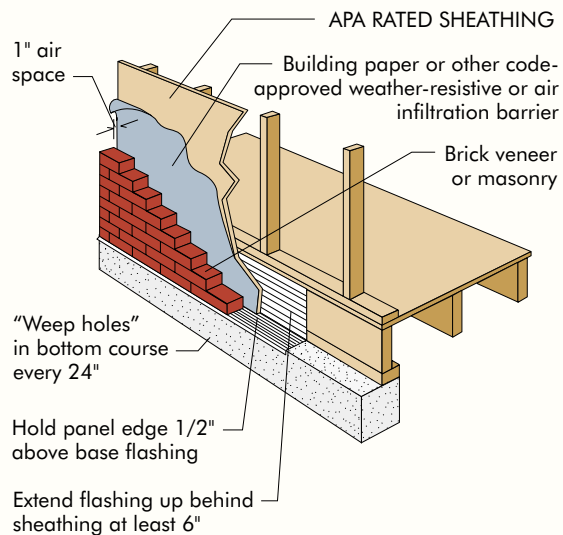 APA RATED SHEATHING
1" air
space
Building paper or other code-
approved weather-resistive or air
infiltration barrier
Brick veneer
or masonry
“Weep holes”
in bottom course
every 24"
Hold panel edge 1/2"
above base flashing
Extend flashing up behind
sheathing at least 6"